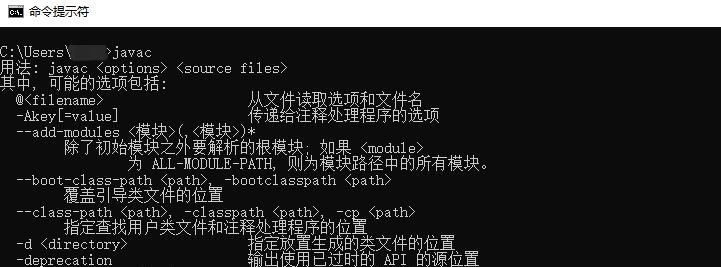 命令提示符
C:\Users\ >javac
用法: javac <options> <source files>
其中, 可能的选项包括:
@<filename> 从文件读取选项和文件名
-Akey[=value] 传递给注释处理程序的选项
--add-modules <模块>(,<模块>)*
除了初始模块之外要解析的根模块; 如果 <module>
为 ALL-MODULE-PATH, 则为模块路径中的所有模块。
--boot-class-path <path>, -bootclasspath <path>
覆盖引导类文件的位置
--class-path <path>, -classpath <path>, -cp <path>
指定查找用户类文件和注释处理程序的位置
-d <directory> 指定放置生成的类文件的位置
-deprecation 输出使用已过时的 API 的源位置